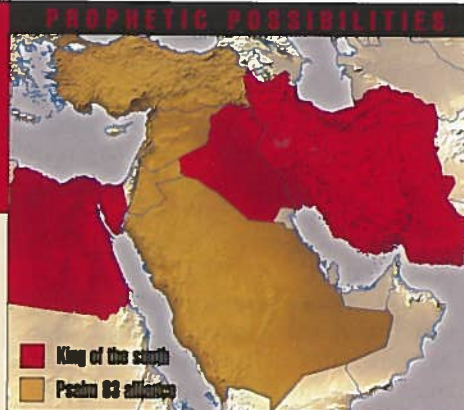 PROPHETIC POSSIBILITIES
King of the south
Psalm 83 alliance